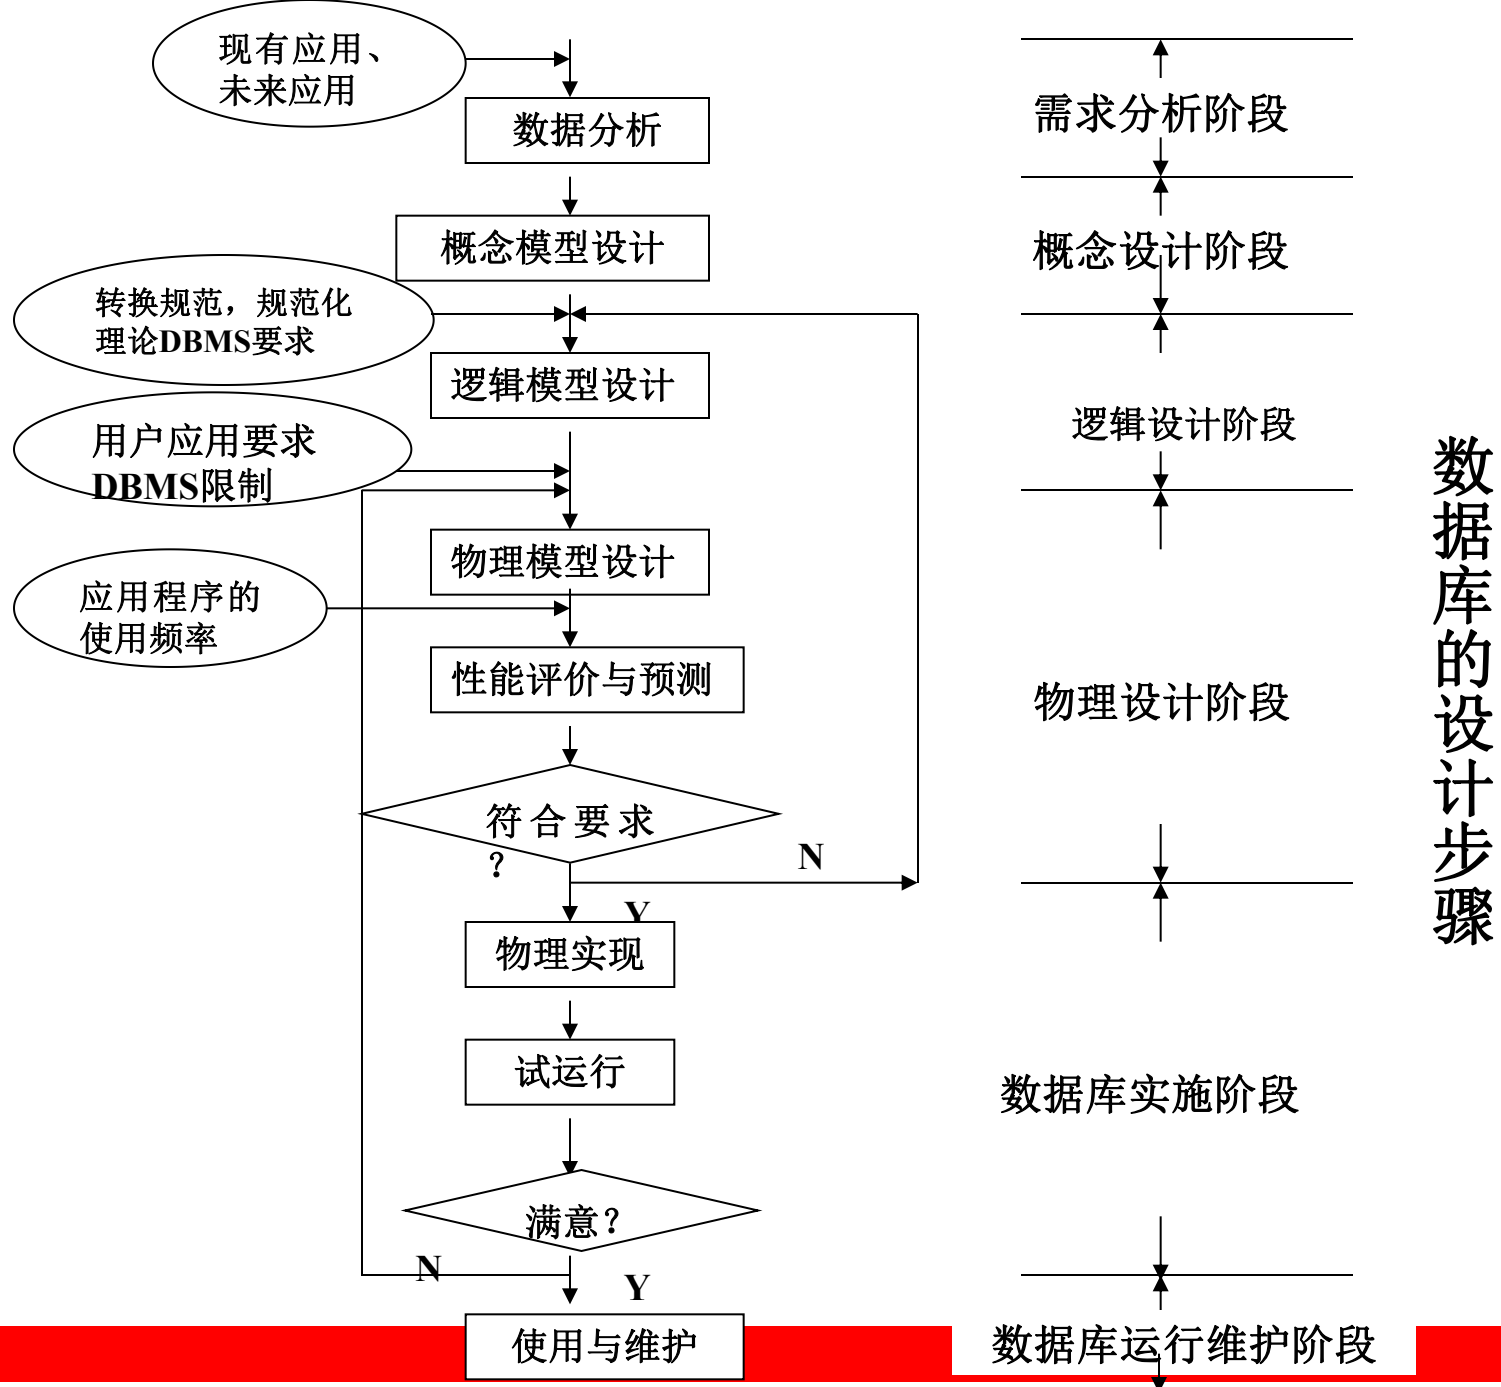 现有应用、
未来应用
数据分析
概念模型设计
转换规范，规范化
理论DBMS要求
逻辑模型设计
用户应用要求
DBMS限制
物理模型设计
应用程序的
使用频率
性能评价与预测
符合要求
？
N
Y
物理实现
试运行
满意？
N
Y
使用与维护
需求分析阶段
概念设计阶段
逻辑设计阶段
物理设计阶段
数据库实施阶段
数据库运行维护阶段
数据库的设计步骤